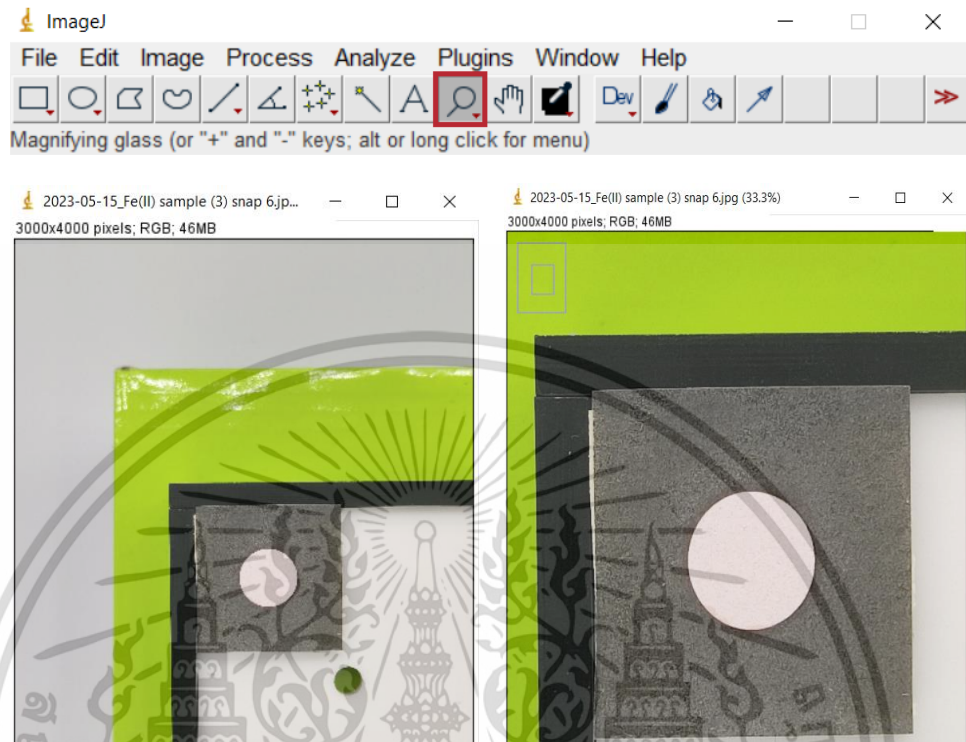 ImageJ
File Edit Image Process Analyze Plugins Window Help
Dev
Magnifying glass (or "+" and "-" keys; alt or long click for menu)
2023-05-15_Fe(II) sample (3) snap 6.jp...
3000x4000 pixels; RGB; 46MB
2023-05-15_Fe(II) sample (3) snap 6.jpg (33.3%)
3000x4000 pixels; RGB; 46MB